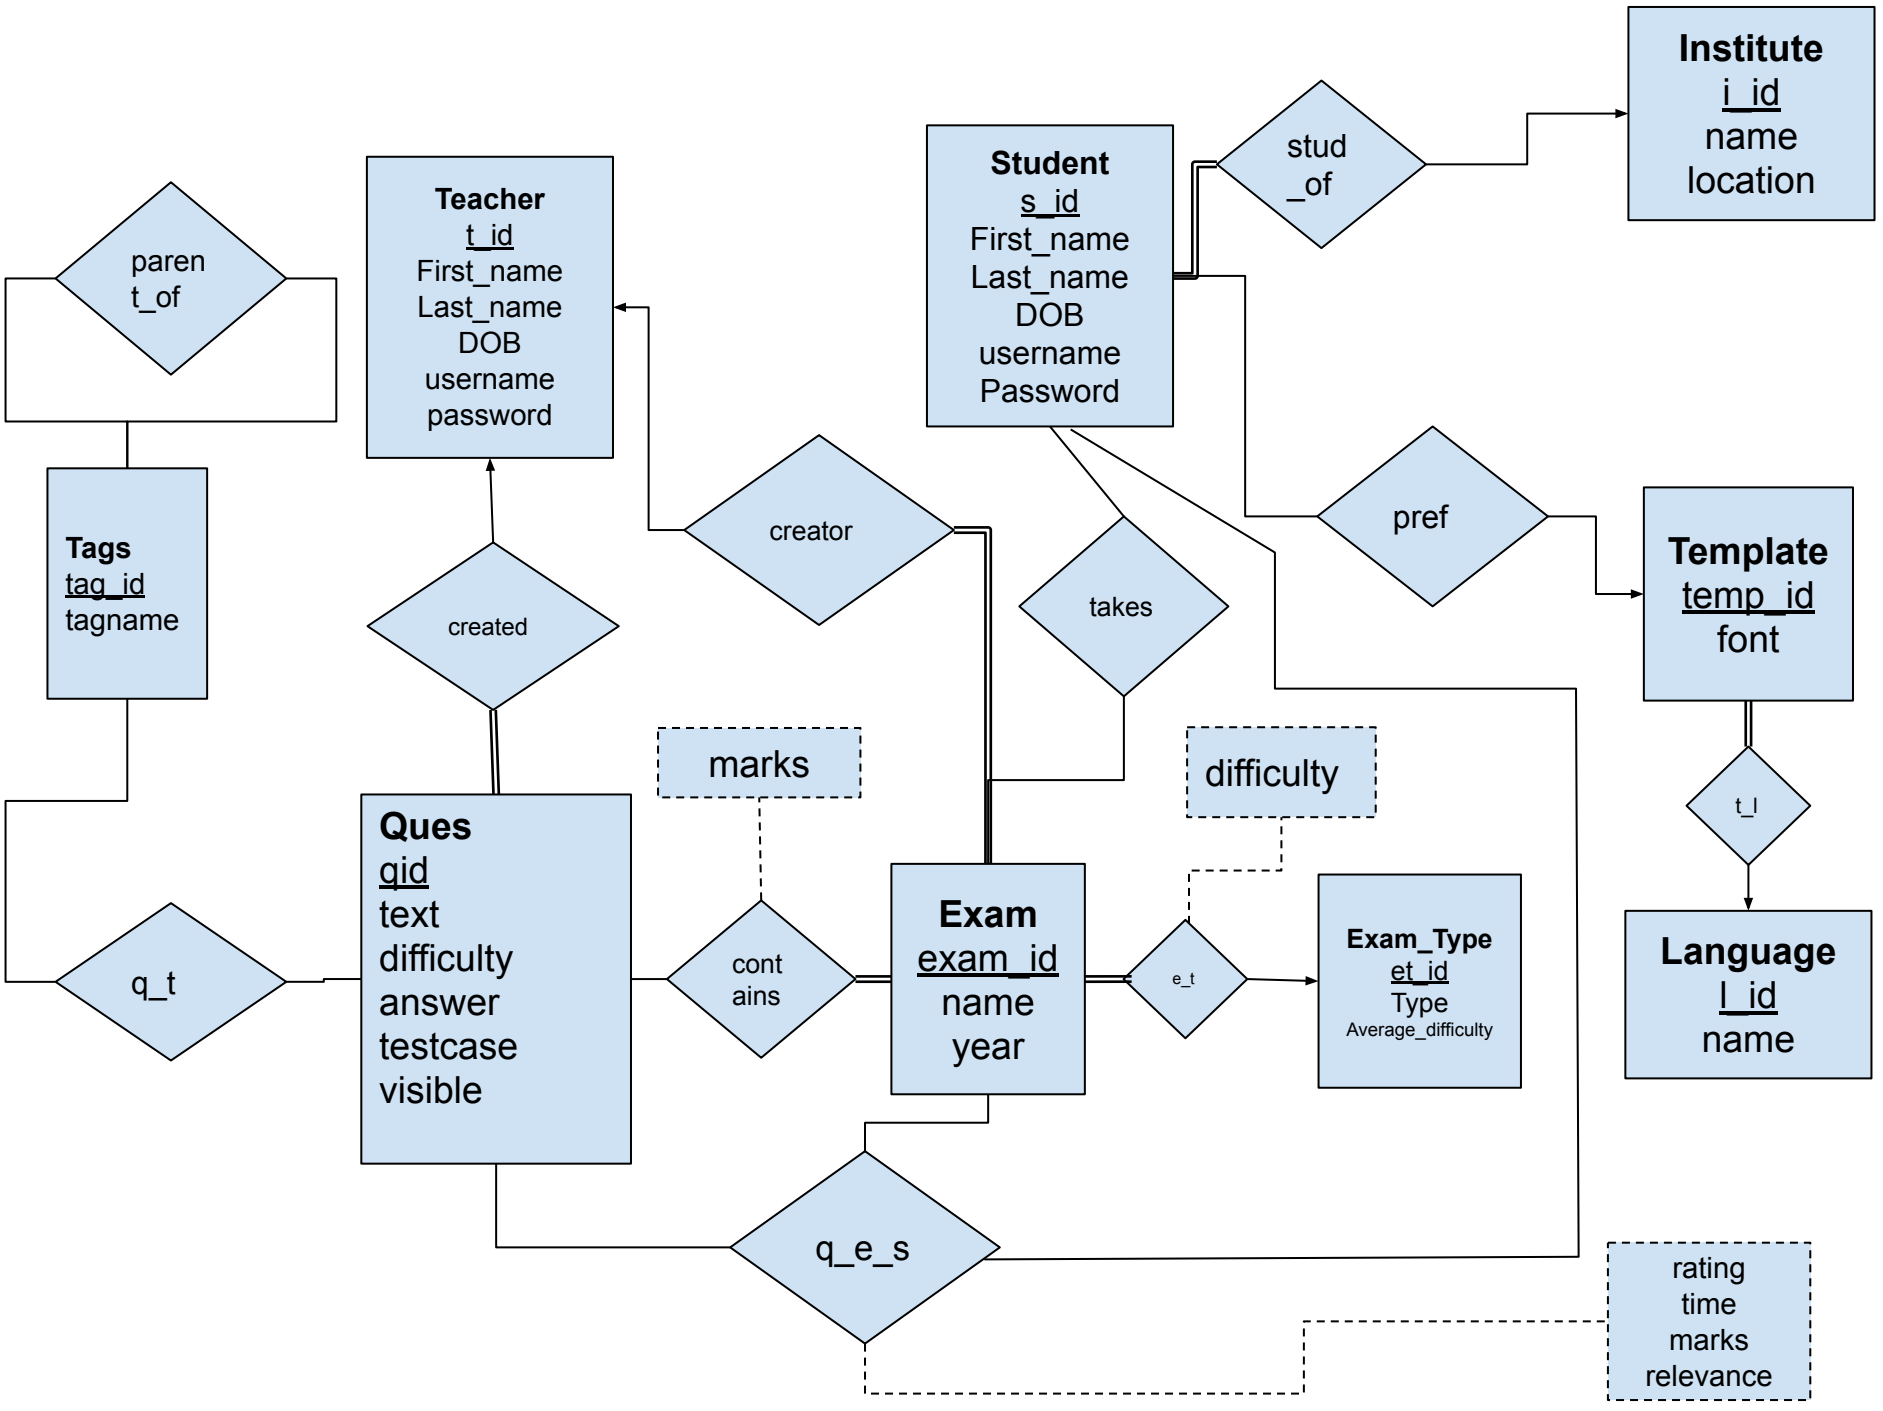 Institute
i_id
name
location
Student
s_id
First_name
Last_name
DOB
username
Password
stud
_of
Teacher
t_id
First_name
Last_name
DOB
username
password
paren
t_of
Tags
tag_id
tagname
creator
created
takes
pref
Template
temp_id
font
marks
difficulty
t_l
Ques
qid
text
difficulty
answer
testcase
visible
cont
ains
Exam
exam_id
name
year
e_t
Exam_Type
et_id
Type
Average_difficulty
Language
l_id
name
q_t
q_e_s
rating
time
marks
relevance